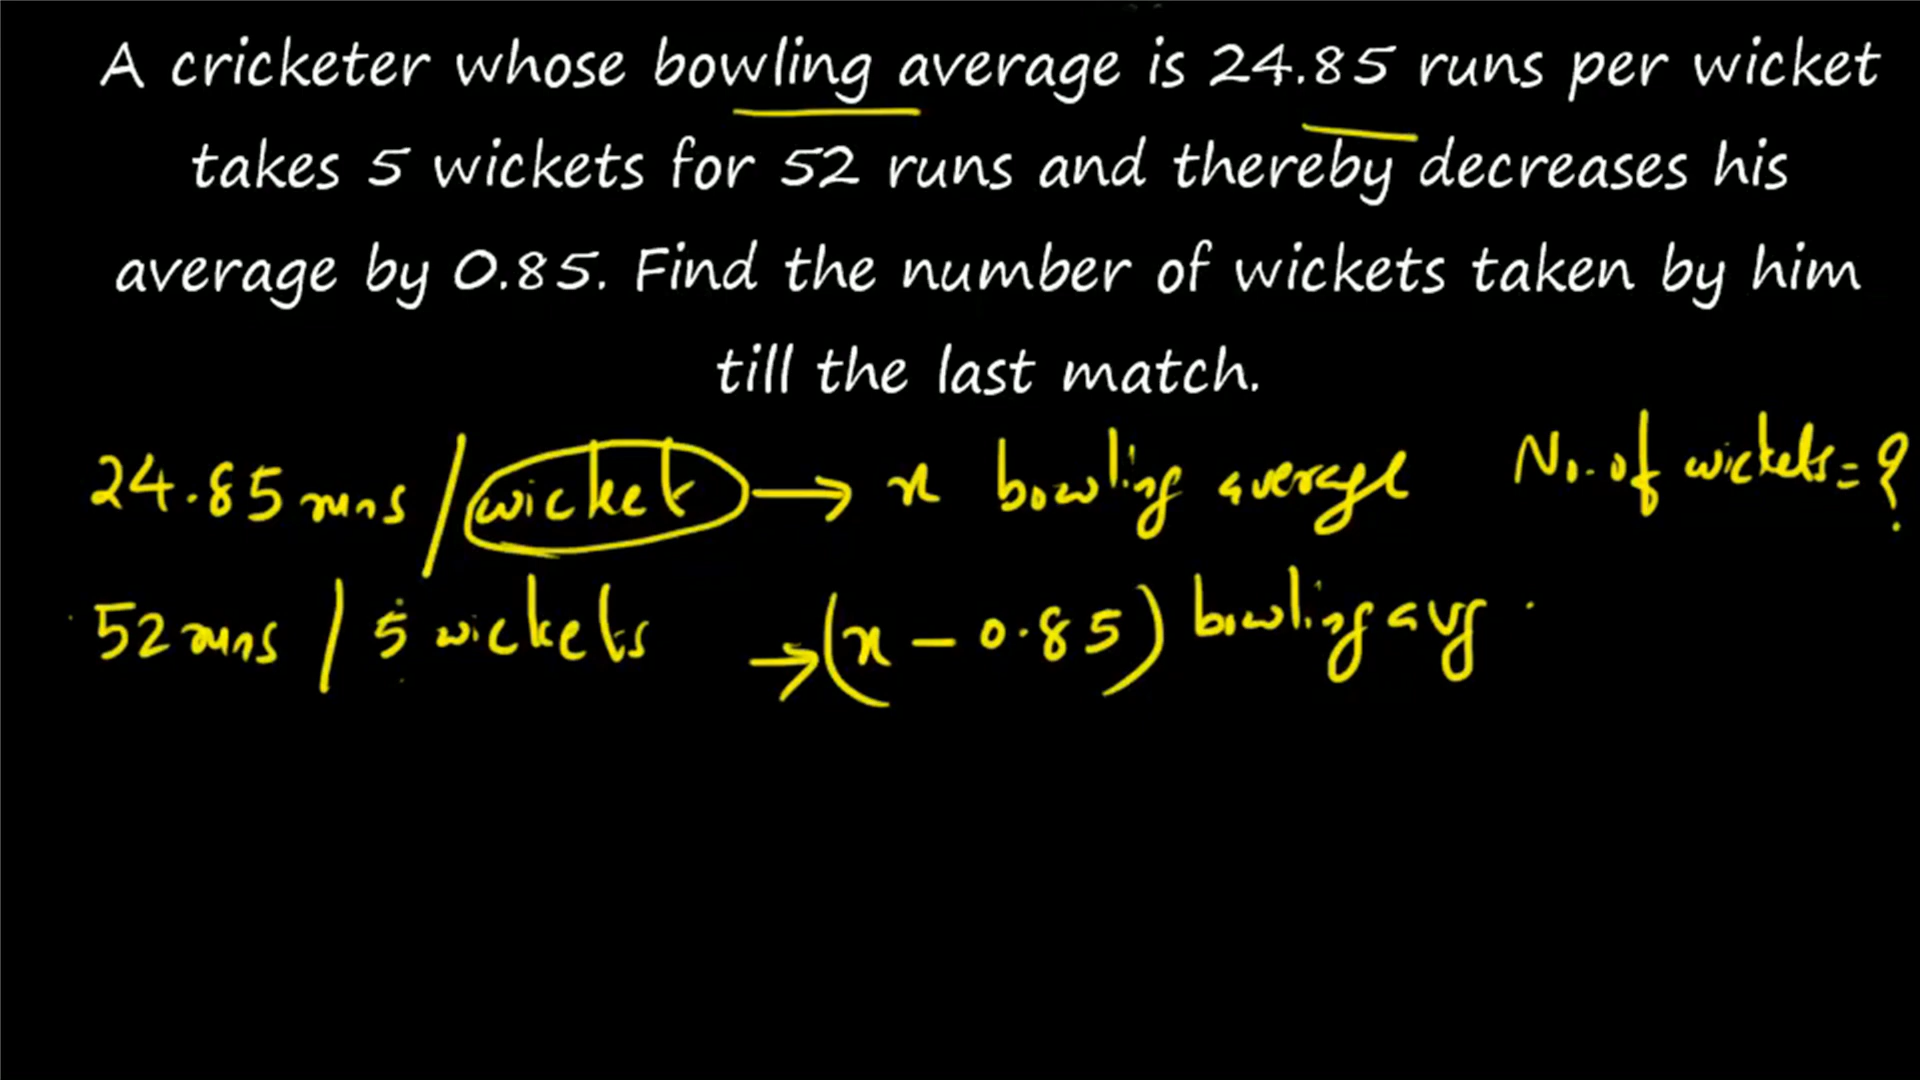 A cricketer whose bowling average is 24.85 runs per wicket
takes 5 wickets for 52 runs and thereby decreases his
average by 0.85. Find the number of wickets taken by him
till the last match.
24.85 runs / wicket → x bowling average No. of wickets = ?
52 runs / 5 wickets → (x - 0.85) bowling avg